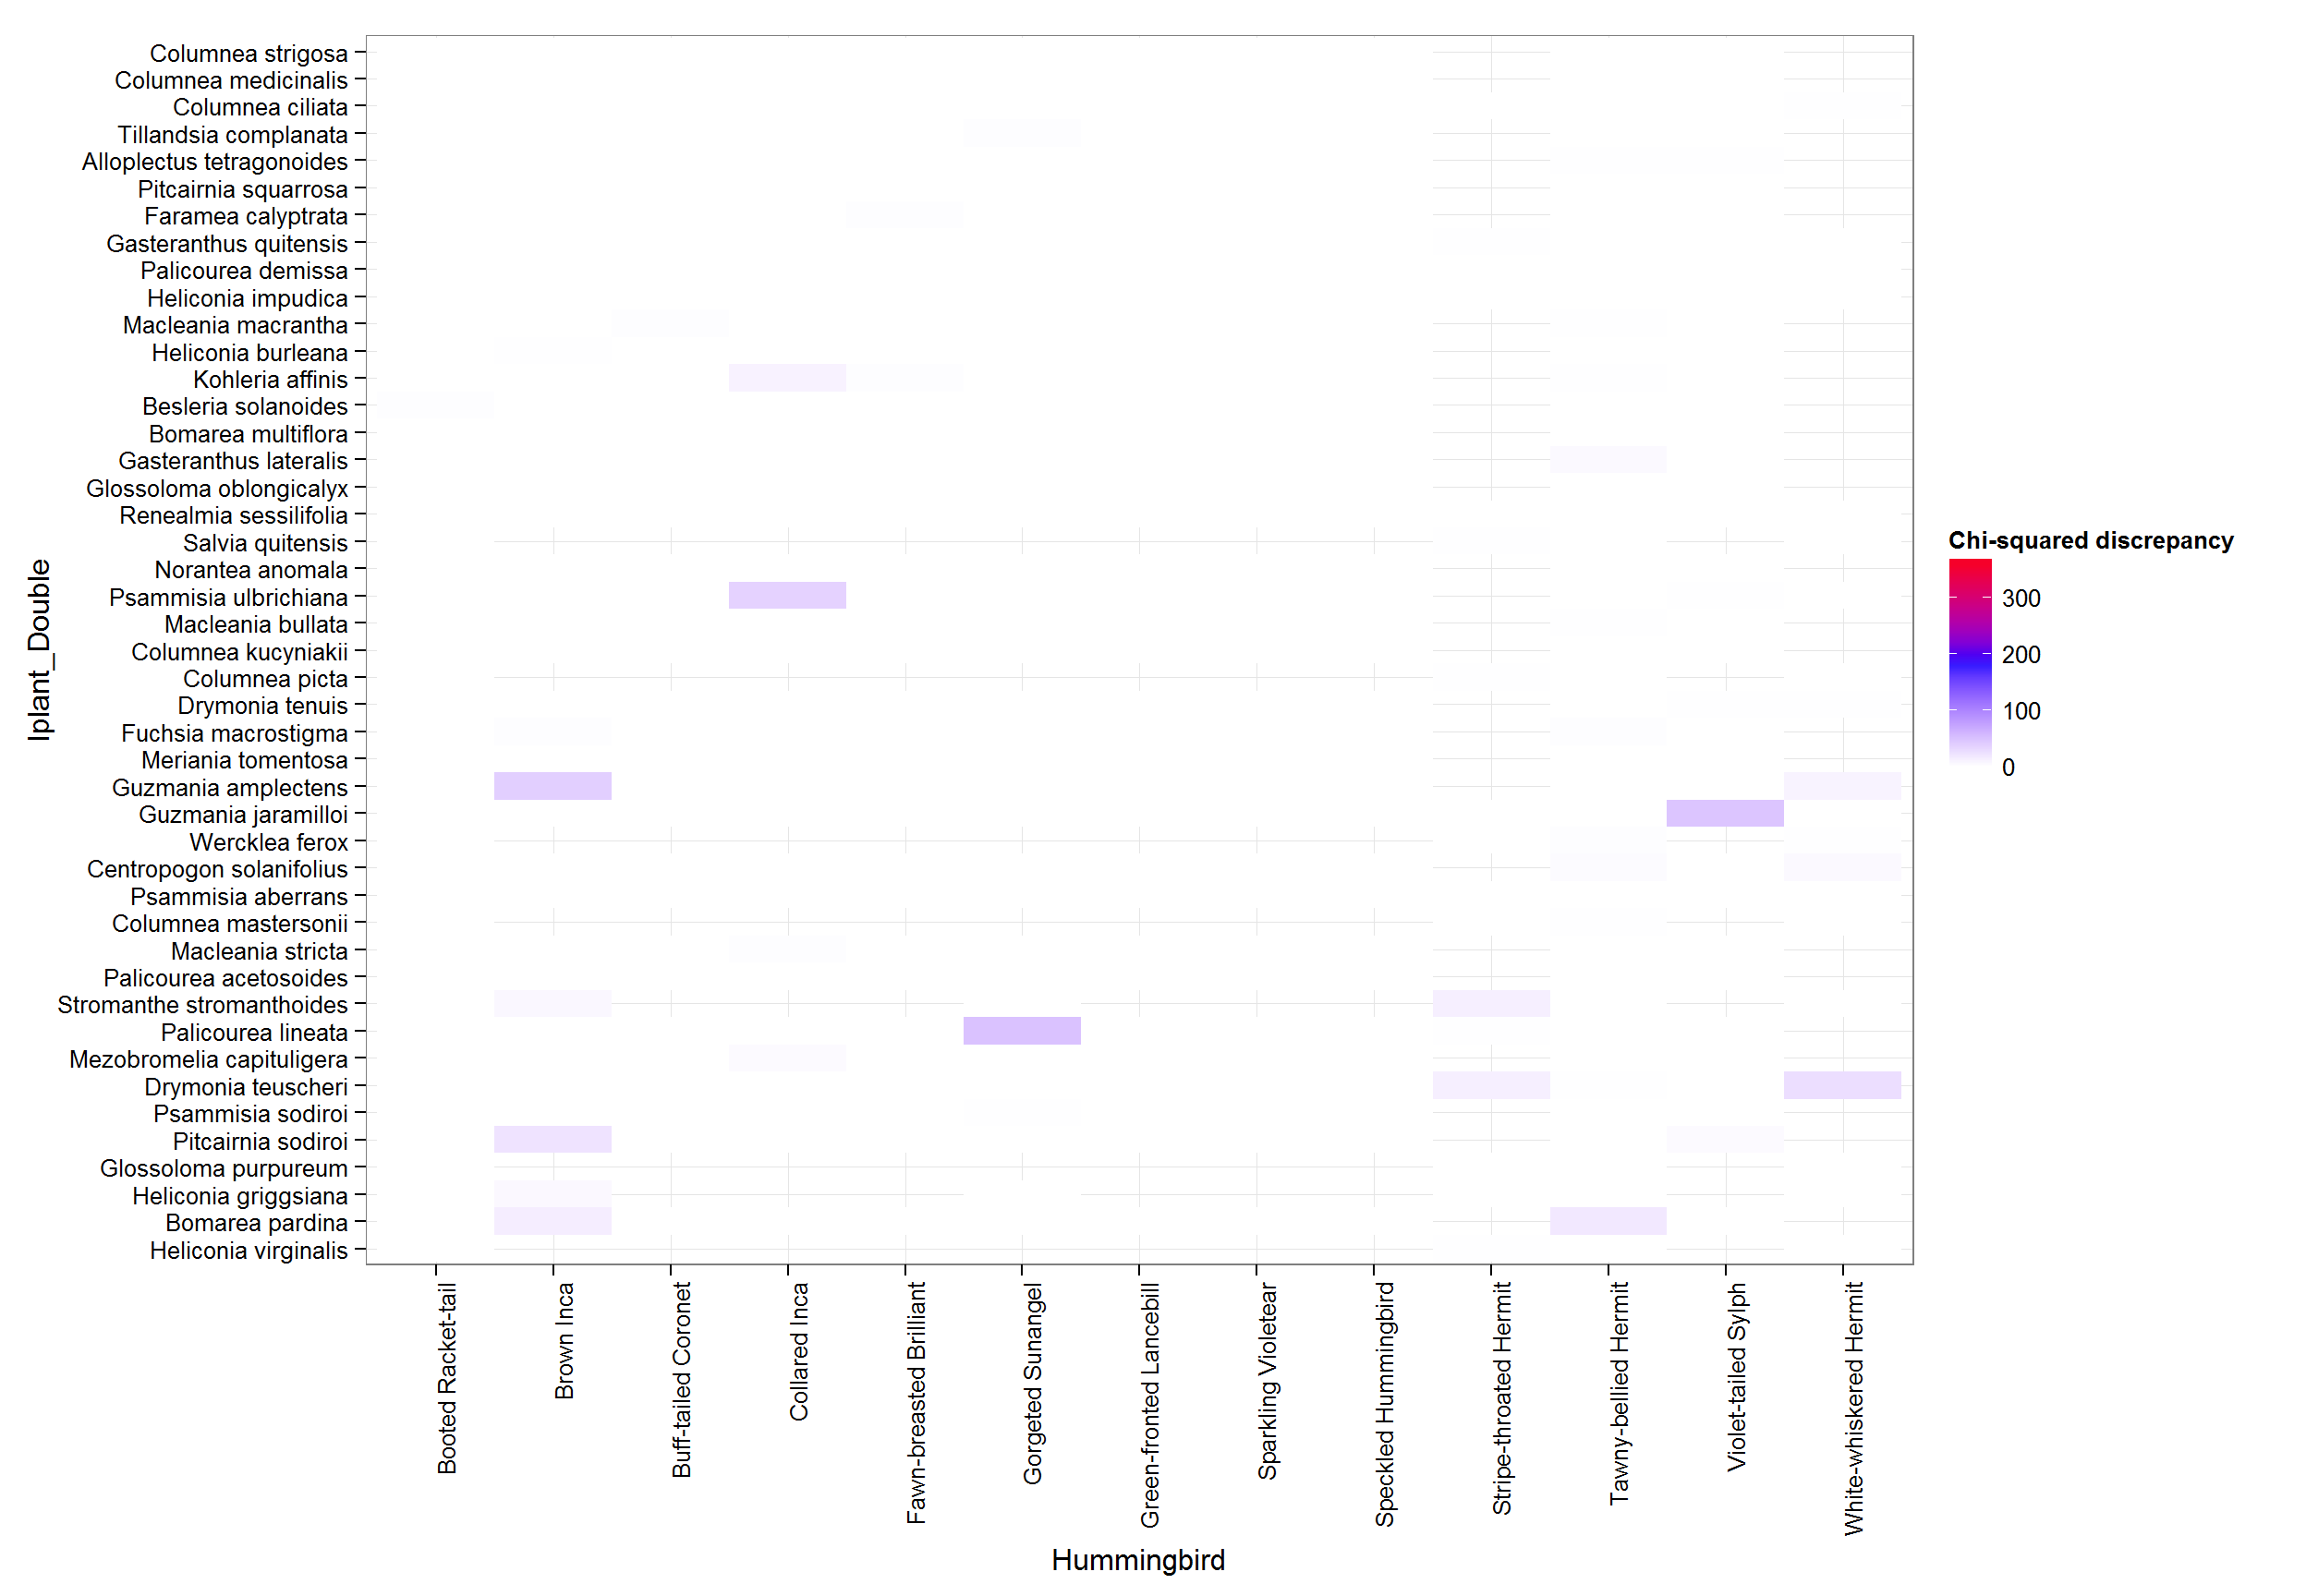 Columnea strigosa
Columnea medicinalis
Columnea ciliata
Tillandsia complanata
Alloplectus tetragonoides
Pitcairnia squarrosa
Faramea calyptrata
Gasteranthus quitensis
Palicourea demissa
Heliconia impudica
Macleania macrantha
Heliconia burleana
Kohleria affinis
Besleria solanoides
Bomarea multiflora
Gasteranthus lateralis
Glossoloma oblongicalyx
Renealmia sessilifolia
Salvia quitensis
Norantea anomala
Psammisia ulbrichiana
Macleania bullata
Columnea kucyniakii
Columnea picta
Drymonia tenuis
Fuchsia macrostigma
Meriania tomentosa
Guzmania amplectens
Guzmania jaramilloi
Wercklea ferox
Centropogon solanifolius
Psammisia aberrans
Columnea mastersonii
Macleania stricta
Palicourea acetosoides
Stromanthe stromanthoides
Palicourea lineata
Mezobromelia capituligera
Drymonia teuscheri
Psammisia sodiroi
Pitcairnia sodiroi
Glossoloma purpureum
Heliconia griggsiana
Bomarea pardina
Heliconia virginalis
Iplant_Double
Booted Racket-tail
Brown Inca
Buff-tailed Coronet
Collared Inca
Fawn-breasted Brilliant
Gorgeted Sunangel
Green-fronted Lancebill
Sparkling Violetear
Speckled Hummingbird
Stripe-throated Hermit
Tawny-bellied Hermit
Violet-tailed Sylph
White-whiskered Hermit
Hummingbird
Chi-squared discrepancy
300
200
100
0